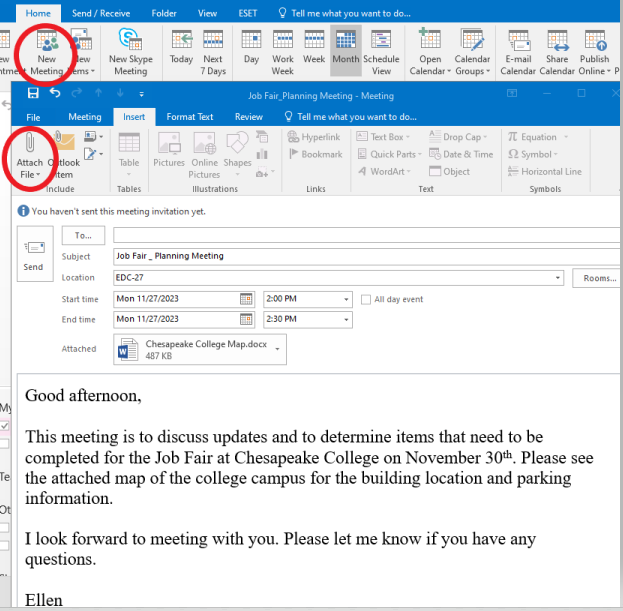 Home Send / Receive Folder View ESET Tell me what you want to do...
New New New Skype Today Next Day Work Week Month Schedule Open Calendar E-mail Share Publish
Meeting Items Meeting 7 Days Week View Calendar Groups Calendar Calendar Online
Job Fair_Planning Meeting - Meeting
File Meeting Insert Format Text Review Tell me what you want to do...
Attach Outlook Table Pictures Online Shapes Hyperlink Text Box Drop Cap Equation
File Item Pictures Bookmark Quick Parts Date & Time Symbol
WordArt Object Horizontal Line
Include Tables Illustrations Links Text Symbols
You haven't sent this meeting invitation yet.
Send
To...
Subject Job Fair _ Planning Meeting
Location EDC-27 Rooms...
Start time Mon 11/27/2023 2:00 PM All day event
End time Mon 11/27/2023 2:30 PM
Attached Chesapeake College Map.docx
487 KB
Good afternoon,
This meeting is to discuss updates and to determine items that need to be
completed for the Job Fair at Chesapeake College on November 30th. Please see
the attached map of the college campus for the building location and parking
information.
I look forward to meeting with you. Please let me know if you have any
questions.
Ellen